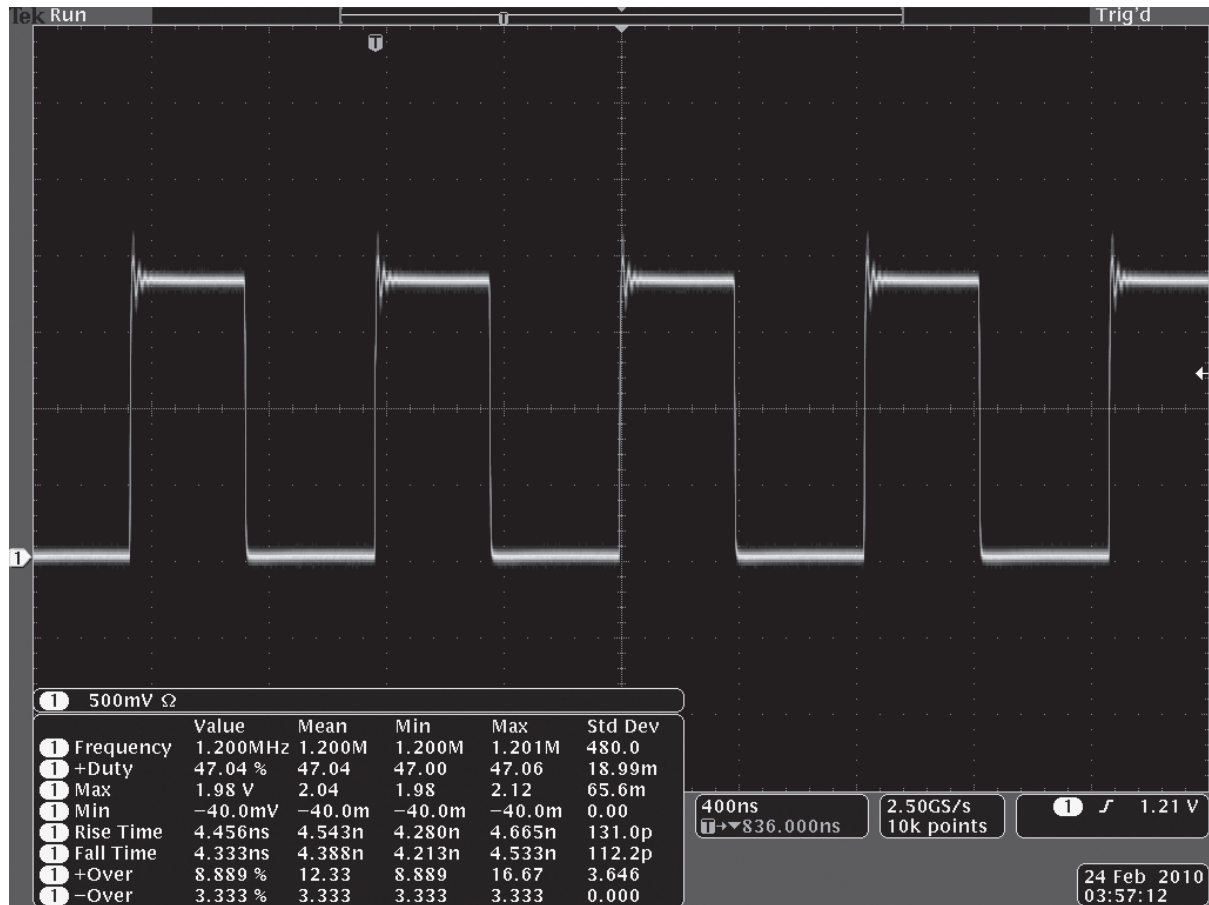 Tek Run Trig'd
T
T
1
1 500mV Ω
Value Mean Min Max Std Dev
1 Frequency 1.200MHz 1.200M 1.200M 1.201M 480.0
1 +Duty 47.04 % 47.04 47.00 47.06 18.99m
1 Max 1.98 V 2.04 1.98 2.12 65.6m
1 Min −40.0mV −40.0m −40.0m −40.0m 0.00
1 Rise Time 4.456ns 4.543n 4.280n 4.665n 131.0p
1 Fall Time 4.333ns 4.388n 4.213n 4.533n 112.2p
1 +Over 8.889 % 12.33 8.889 16.67 3.646
1 −Over 3.333 % 3.333 3.333 3.333 0.000
400ns
T→▼836.000ns
2.50GS/s
10k points
1 ʃ 1.21 V
24 Feb 2010
03:57:12